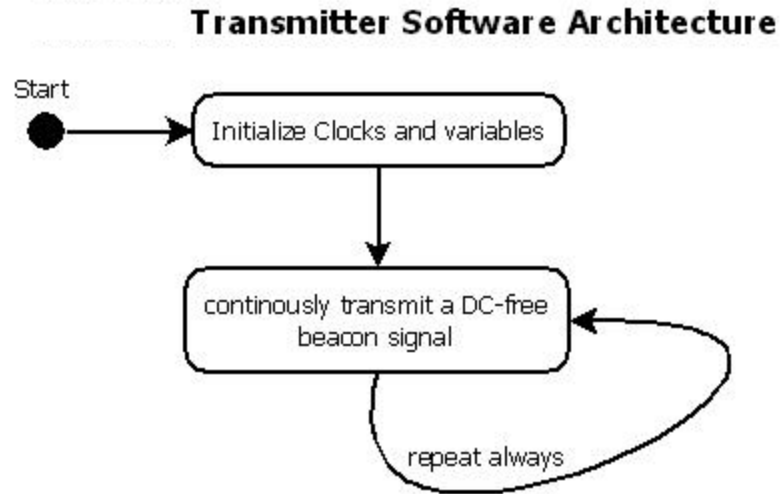 Transmitter Software Architecture
Start
Initialize Clocks and variables
continously transmit a DC-free
beacon signal
repeat always